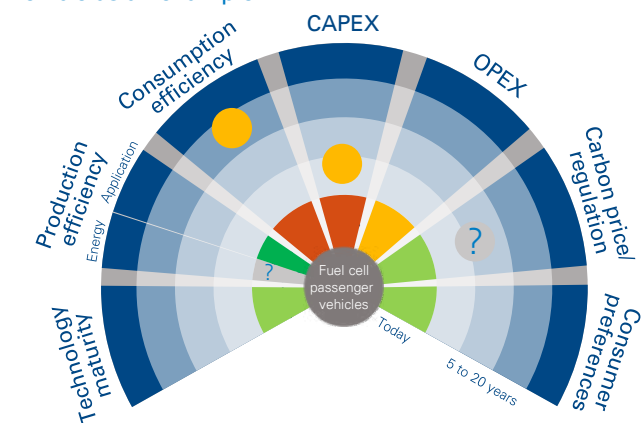 CAPEX
Consumption
efficiency
OPEX
Production
efficiency
Application
Energy
Carbon price/
regulation
?
?
Fuel cell
passenger
vehicles
Technology
maturity
Today
5 to 20 years
Consumer
preferences